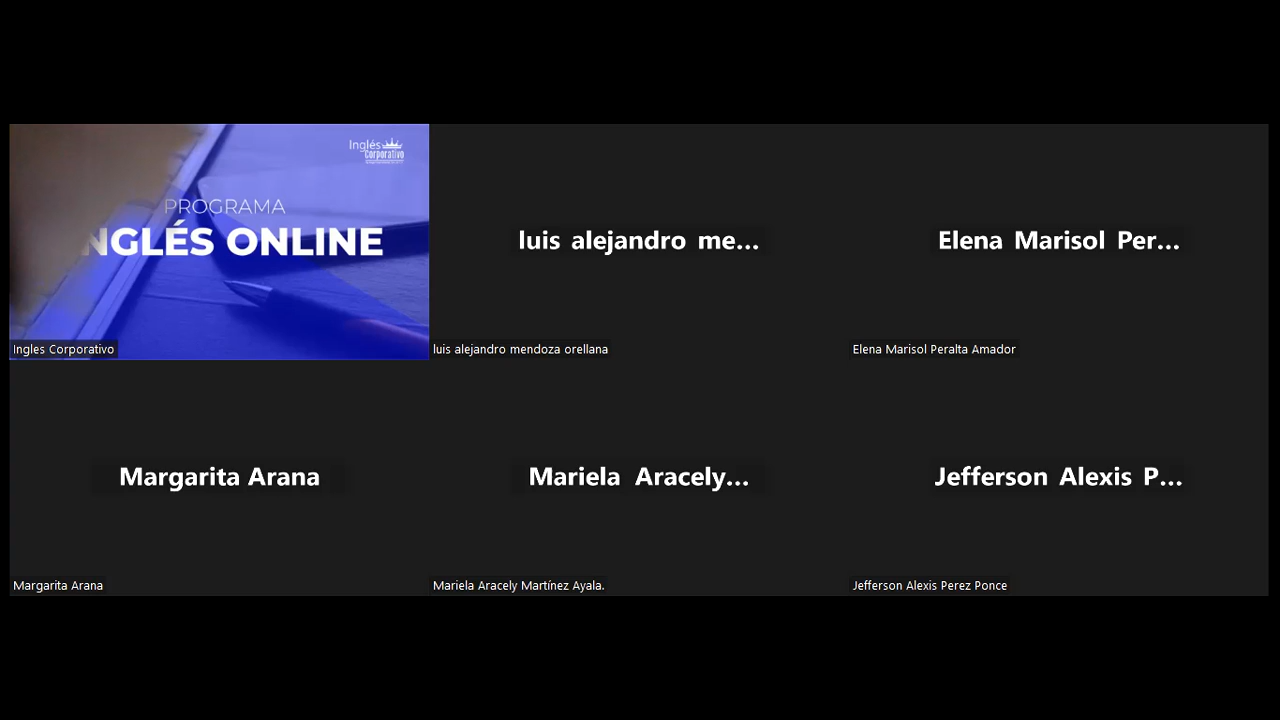 Inglés
Corporativo
PROGRAMA
NGLÉS ONLINE
Ingles Corporativo
luis alejandro me...
luis alejandro mendoza orellana
Elena Marisol Per...
Elena Marisol Peralta Amador
Margarita Arana
Margarita Arana
Mariela Aracely...
Mariela Aracely Martínez Ayala.
Jefferson Alexis P...
Jefferson Alexis Perez Ponce